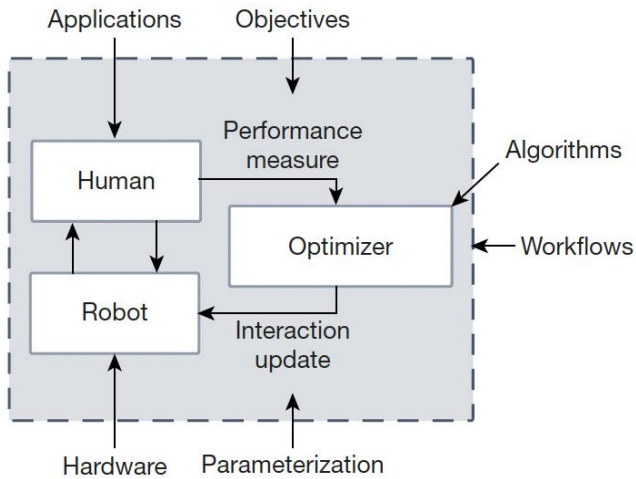 Applications
Objectives
Performance
measure
Algorithms
Human
Optimizer
Workflows
Robot
Interaction
update
Hardware
Parameterization